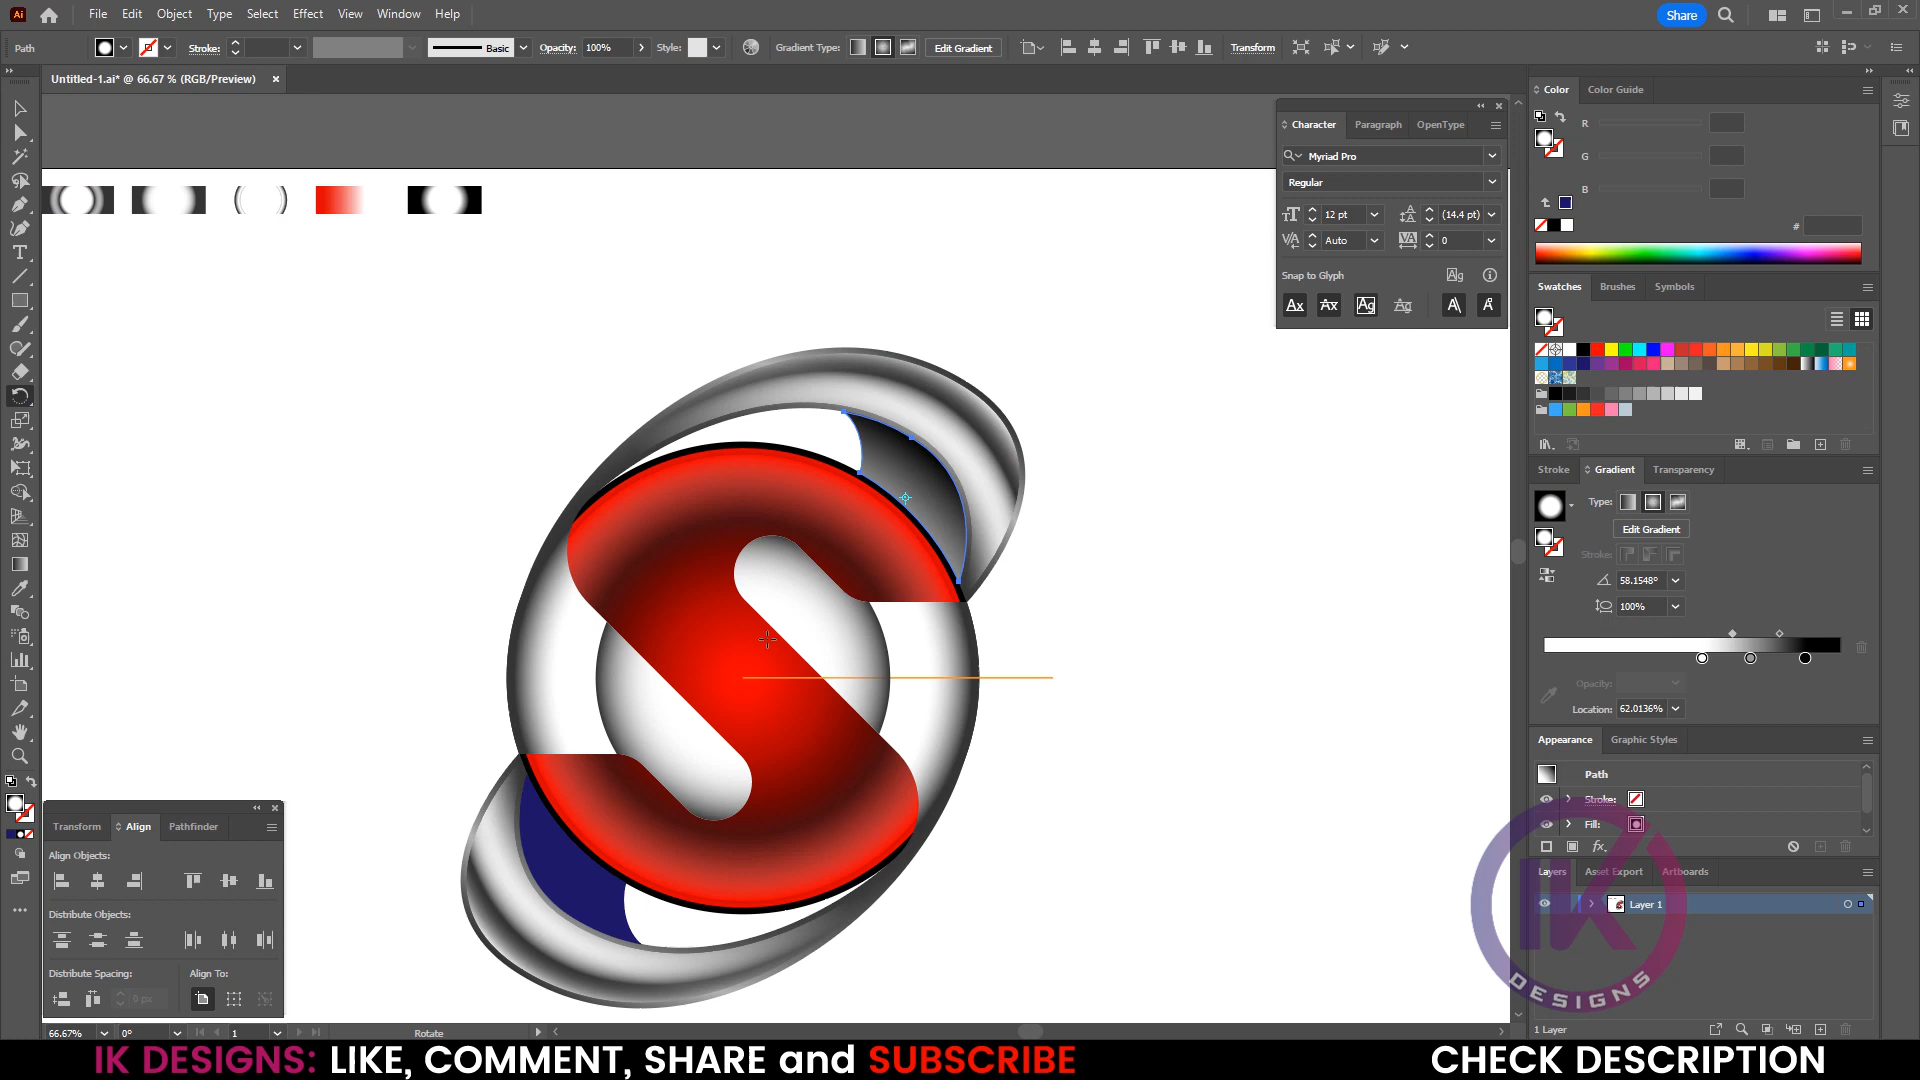 Ai File Edit Object Type Select Effect View Window Help Share
Path Stroke: Basic Opacity: 100% Style: Gradient Type: Edit Gradient Transform
Untitled-1.ai* @ 66.67 % (RGB/Preview)
Character Paragraph OpenType
Myriad Pro
Regular
12 pt (14.4 pt)
Auto 0
Snap to Glyph
Color Color Guide
R
G
B
#
Swatches Brushes Symbols
Stroke Gradient Transparency
Type:
Edit Gradient
Stroke:
58.1548°
100%
Opacity:
Location: 62.0136%
Appearance Graphic Styles
Path
Stroke:
Fill:
Layers Asset Export Artboards
Layer 1
1 Layer
Transform Align Pathfinder
Align Objects:
Distribute Objects:
Distribute Spacing: Align To:
0 px
66.67% 0° 1 Rotate
IK
DESIGNS
IK DESIGNS: LIKE, COMMENT, SHARE and SUBSCRIBE CHECK DESCRIPTION